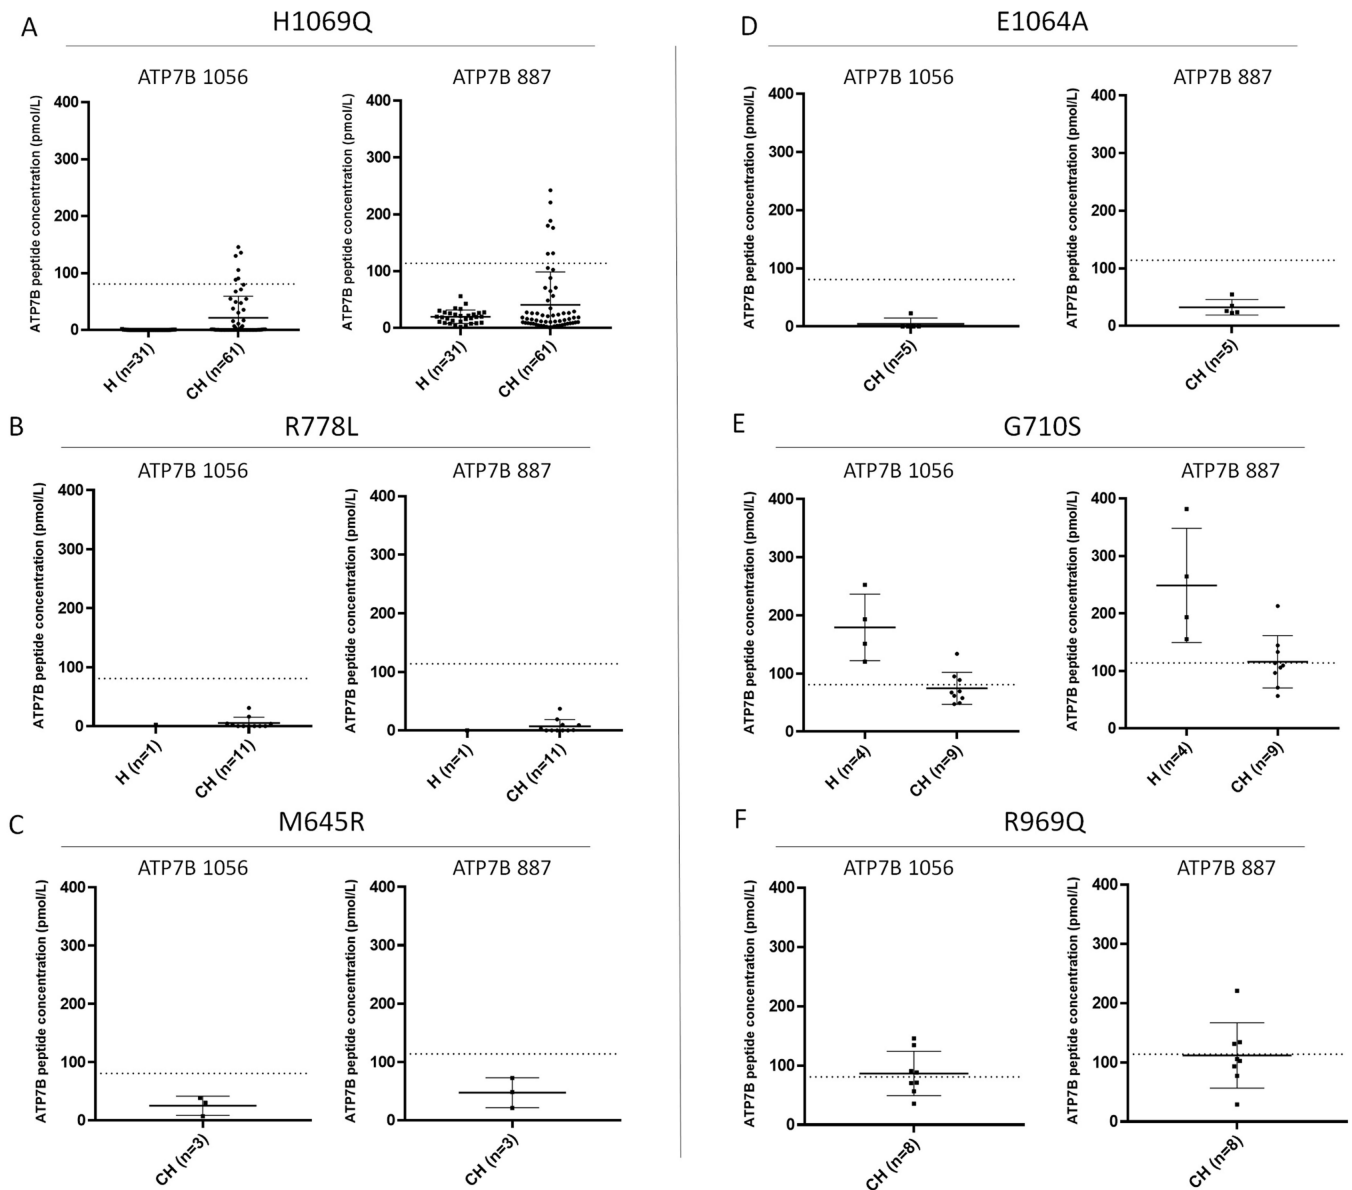 A
H1069Q
ATP7B 1056
ATP7B peptide concentration (pmol/L)
400
300
200
100
0
H (n=31)
CH (n=61)
ATP7B 887
ATP7B peptide concentration (pmol/L)
400
300
200
100
0
H (n=31)
CH (n=61)
B
R778L
ATP7B 1056
ATP7B peptide concentration (pmol/L)
400
300
200
100
0
H (n=1)
CH (n=11)
ATP7B 887
ATP7B peptide concentration (pmol/L)
400
300
200
100
0
H (n=1)
CH (n=11)
C
M645R
ATP7B 1056
ATP7B peptide concentration (pmol/L)
400
300
200
100
0
CH (n=3)
ATP7B 887
ATP7B peptide concentration (pmol/L)
400
300
200
100
0
CH (n=3)
D
E1064A
ATP7B 1056
ATP7B peptide concentration (pmol/L)
400
300
200
100
0
CH (n=5)
ATP7B 887
ATP7B peptide concentration (pmol/L)
400
300
200
100
0
CH (n=5)
E
G710S
ATP7B 1056
ATP7B peptide concentration (pmol/L)
400
300
200
100
0
H (n=4)
CH (n=9)
ATP7B 887
ATP7B peptide concentration (pmol/L)
400
300
200
100
0
H (n=4)
CH (n=9)
F
R969Q
ATP7B 1056
ATP7B peptide concentration (pmol/L)
400
300
200
100
0
CH (n=8)
ATP7B 887
ATP7B peptide concentration (pmol/L)
400
300
200
100
0
CH (n=8)